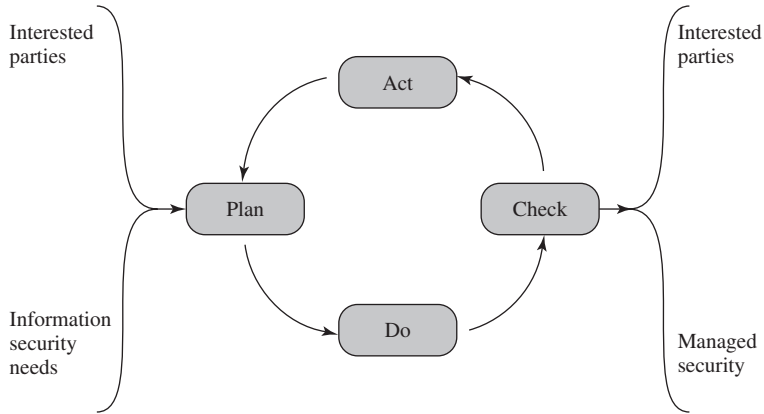 Interested
parties
Interested
parties
Act
Plan
Check
Do
Information
security
needs
Managed
security